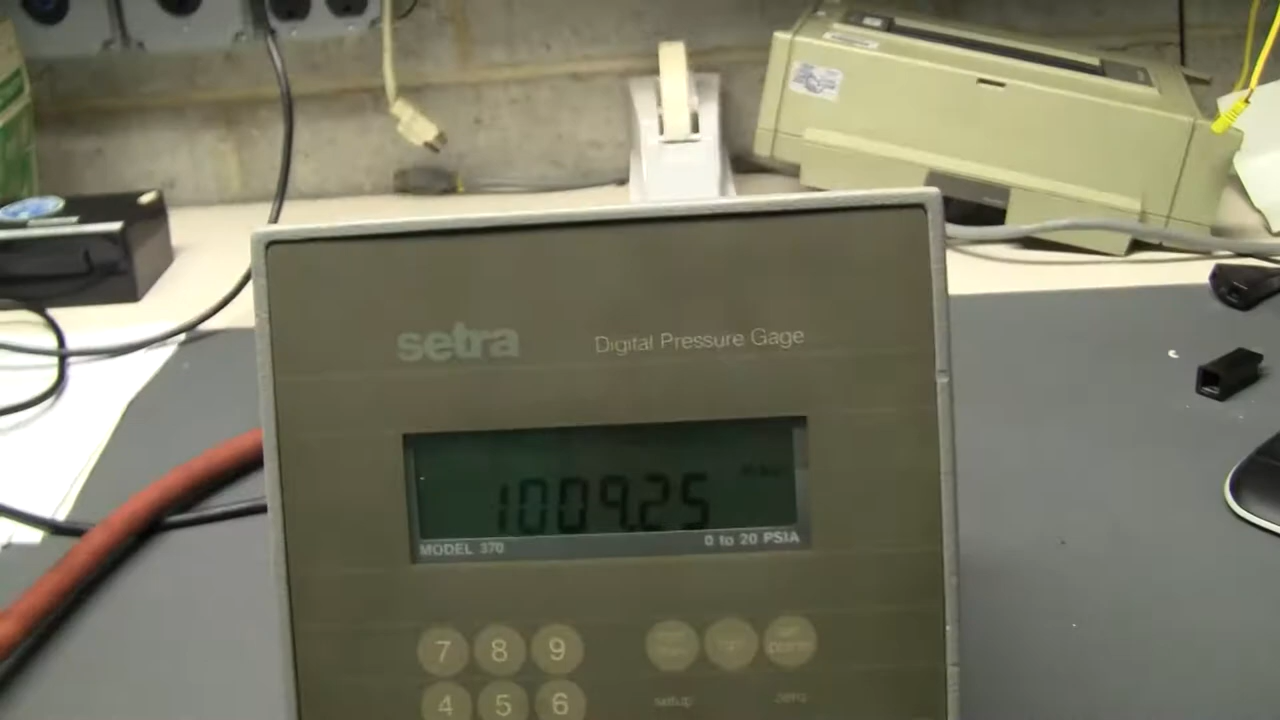 setra
Digital Pressure Gage
1009.25
MODEL 370
0 to 20 PSIA
7 8 9
4 5 6
setup
zero